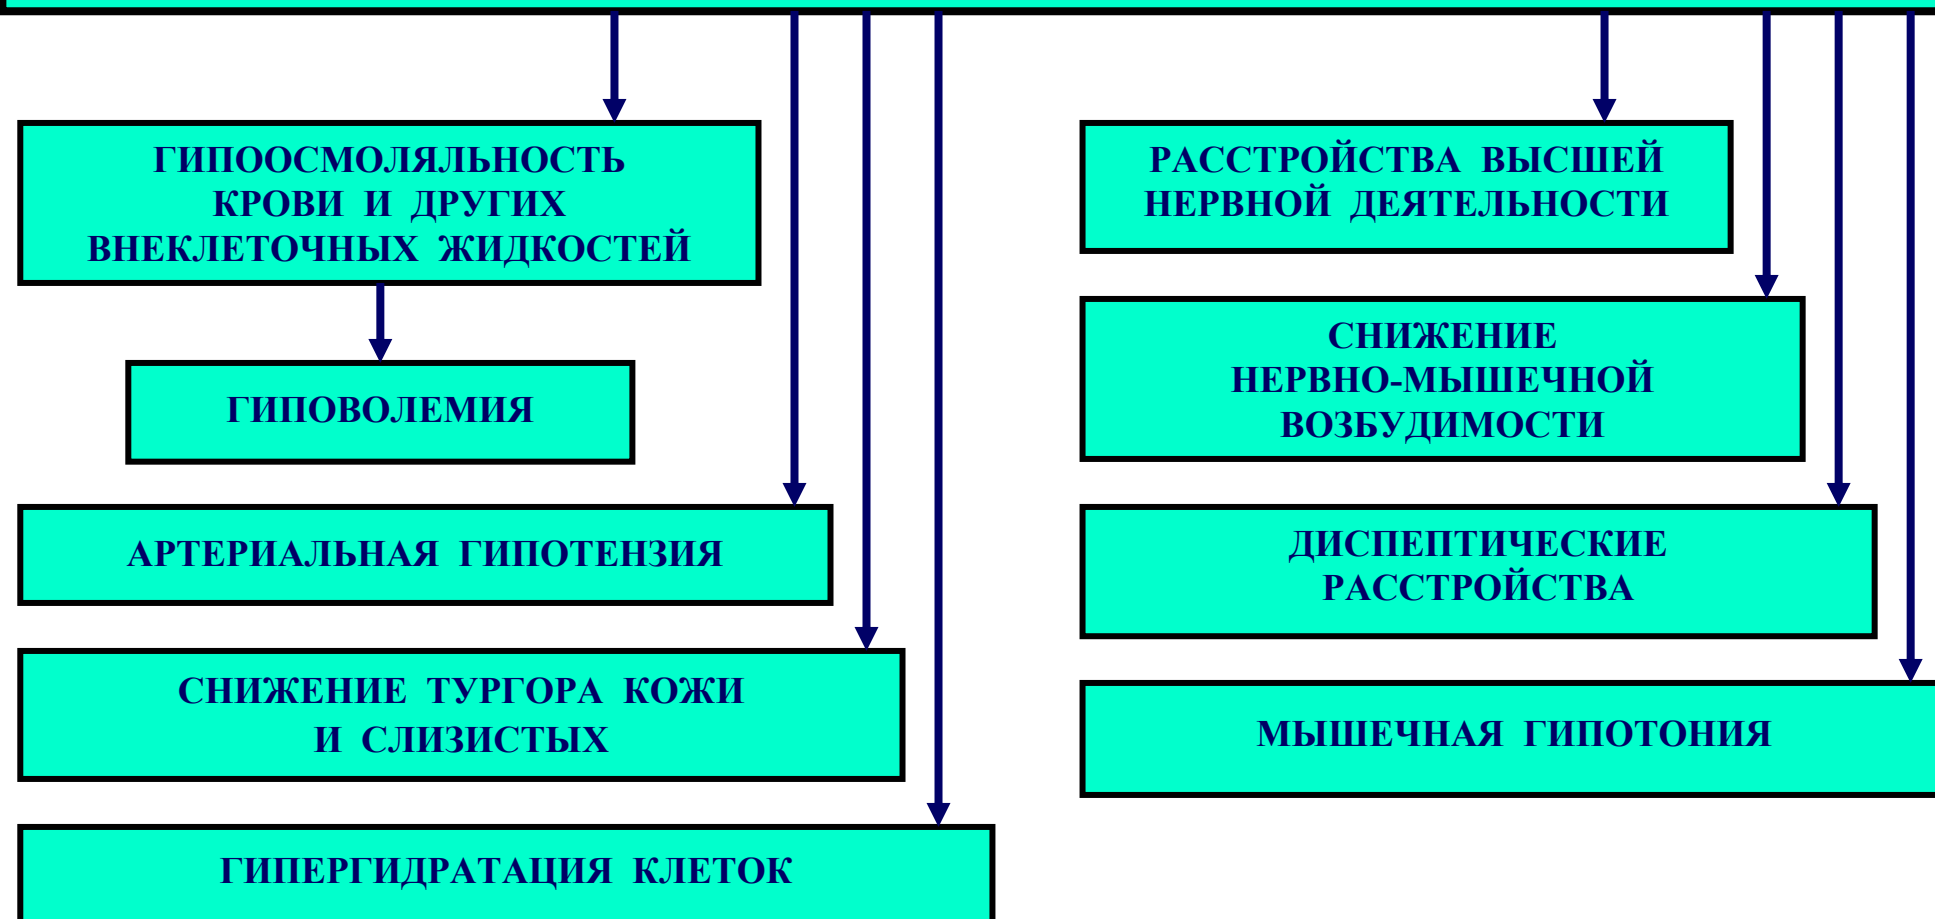 ГИПООСМОЛЯЛЬНОСТЬ
КРОВИ И ДРУГИХ
ВНЕКЛЕТОЧНЫХ ЖИДКОСТЕЙ
ГИПОВОЛЕМИЯ
АРТЕРИАЛЬНАЯ ГИПОТЕНЗИЯ
СНИЖЕНИЕ ТУРГОРА КОЖИ
И СЛИЗИСТЫХ
ГИПЕРГИДРАТАЦИЯ КЛЕТОК
РАССТРОЙСТВА ВЫСШЕЙ
НЕРВНОЙ ДЕЯТЕЛЬНОСТИ
СНИЖЕНИЕ
НЕРВНО-МЫШЕЧНОЙ
ВОЗБУДИМОСТИ
ДИСПЕПТИЧЕСКИЕ
РАССТРОЙСТВА
МЫШЕЧНАЯ ГИПОТОНИЯ